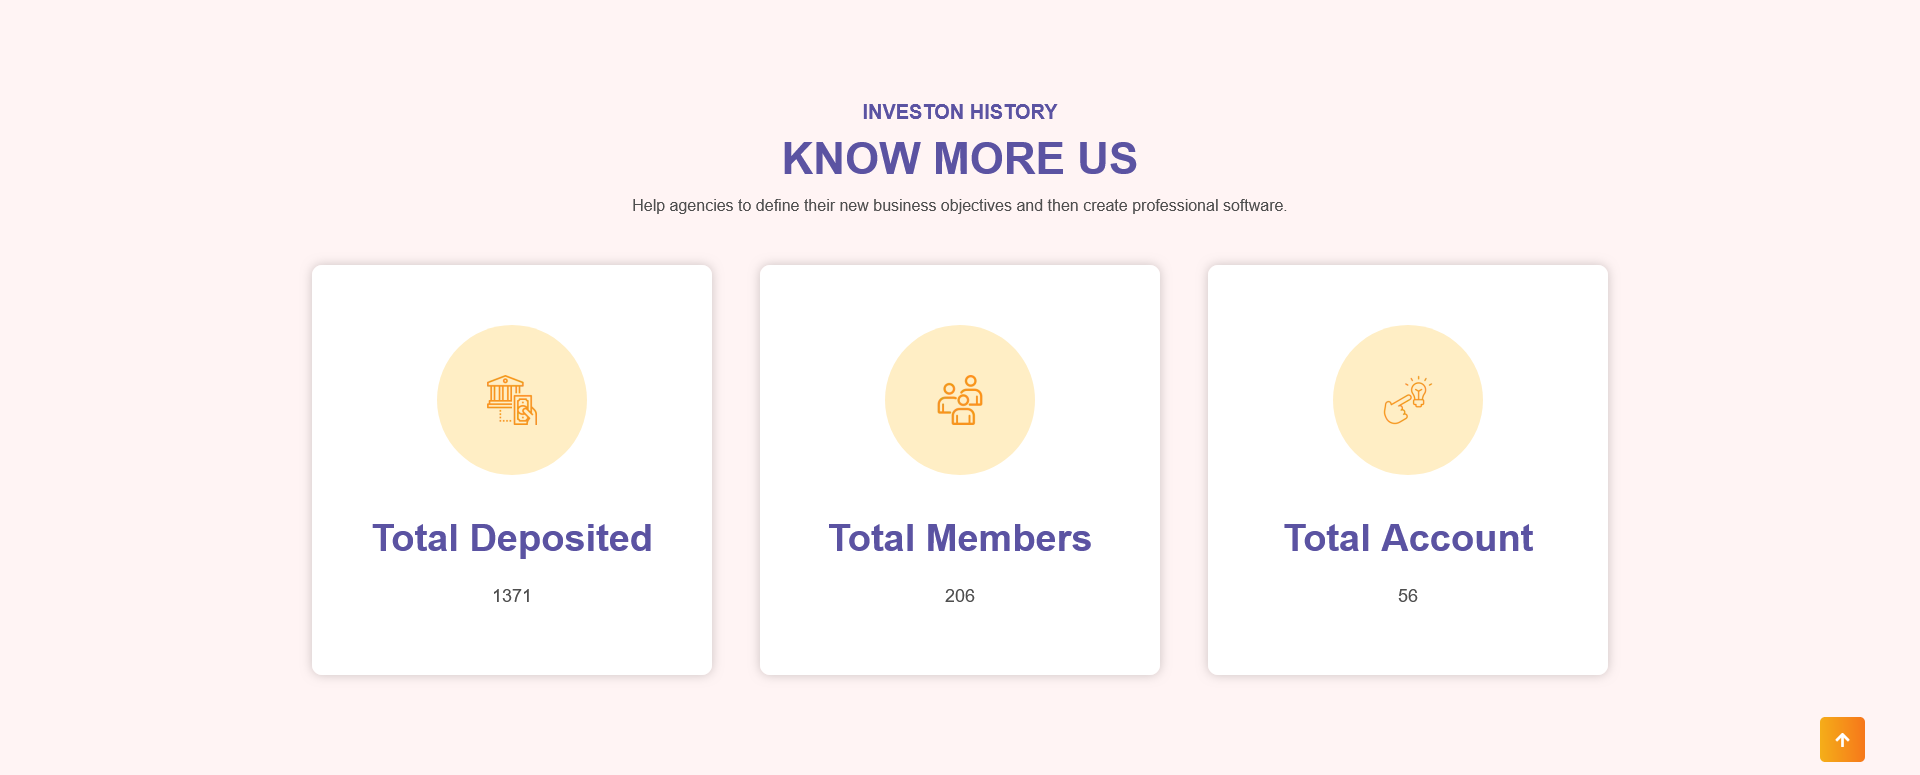 INVESTON HISTORY
KNOW MORE US
Help agencies to define their new business objectives and then create professional software.
Total Deposited
1371
Total Members
206
Total Account
56